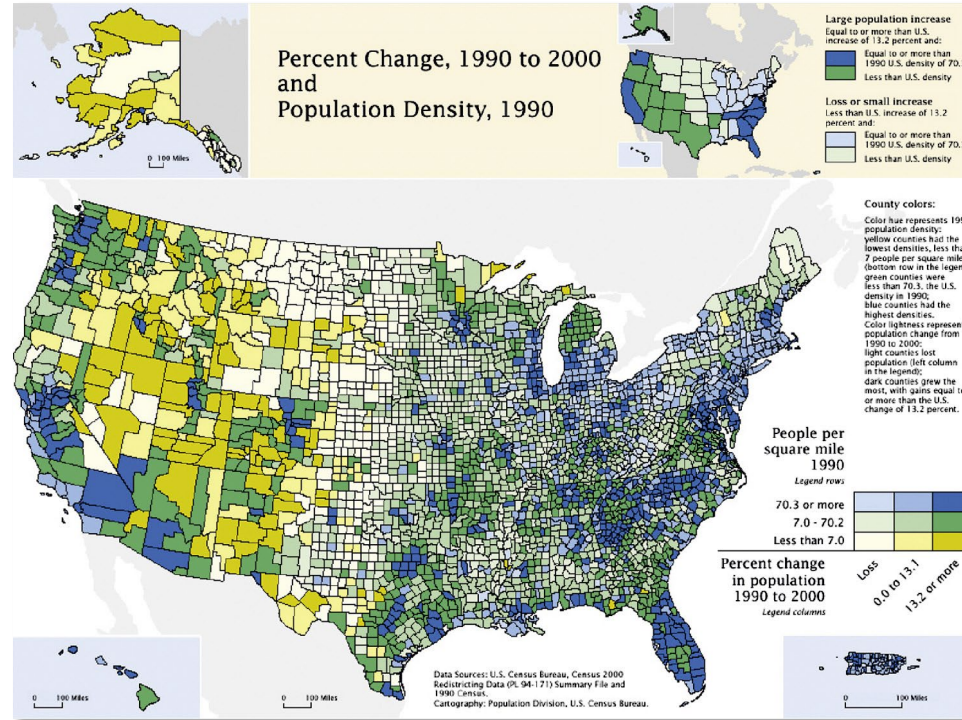 Percent Change, 1990 to 2000
and
Population Density, 1990
0 100 Miles
Large population increase
Equal to or more than U.S.
increase of 13.2 percent and:
Equal to or more than
1990 U.S. density of 70.
Less than U.S. density
Loss or small increase
Less than U.S. increase of 13.2
percent and:
Equal to or more than
1990 U.S. density of 70.
Less than U.S. density
County colors:
Color hue represents 199
population density:
yellow counties had the
lowest densities, less tha
7 people per square mile
(bottom row in the legen
green counties were
less than 70.3, the U.S.
density in 1990;
blue counties had the
highest densities.
Color lightness represen
population change from
1990 to 2000:
light counties lost
population (left column
in the legend);
dark counties grew the
most, with gains equal to
or more than the U.S.
change of 13.2 percent.
People per
square mile
1990
Legend rows
70.3 or more
7.0 - 70.2
Less than 7.0
Percent change
in population
1990 to 2000
Legend columns
Loss
0.0 to 13.1
13.2 or more
Data Sources: U.S. Census Bureau, Census 2000
Redistricting Data (PL 94-171) Summary File and
1990 Census.
Cartography: Population Division, U.S. Census Bureau.
0 100 Miles
0 100 Miles
0 100 Miles